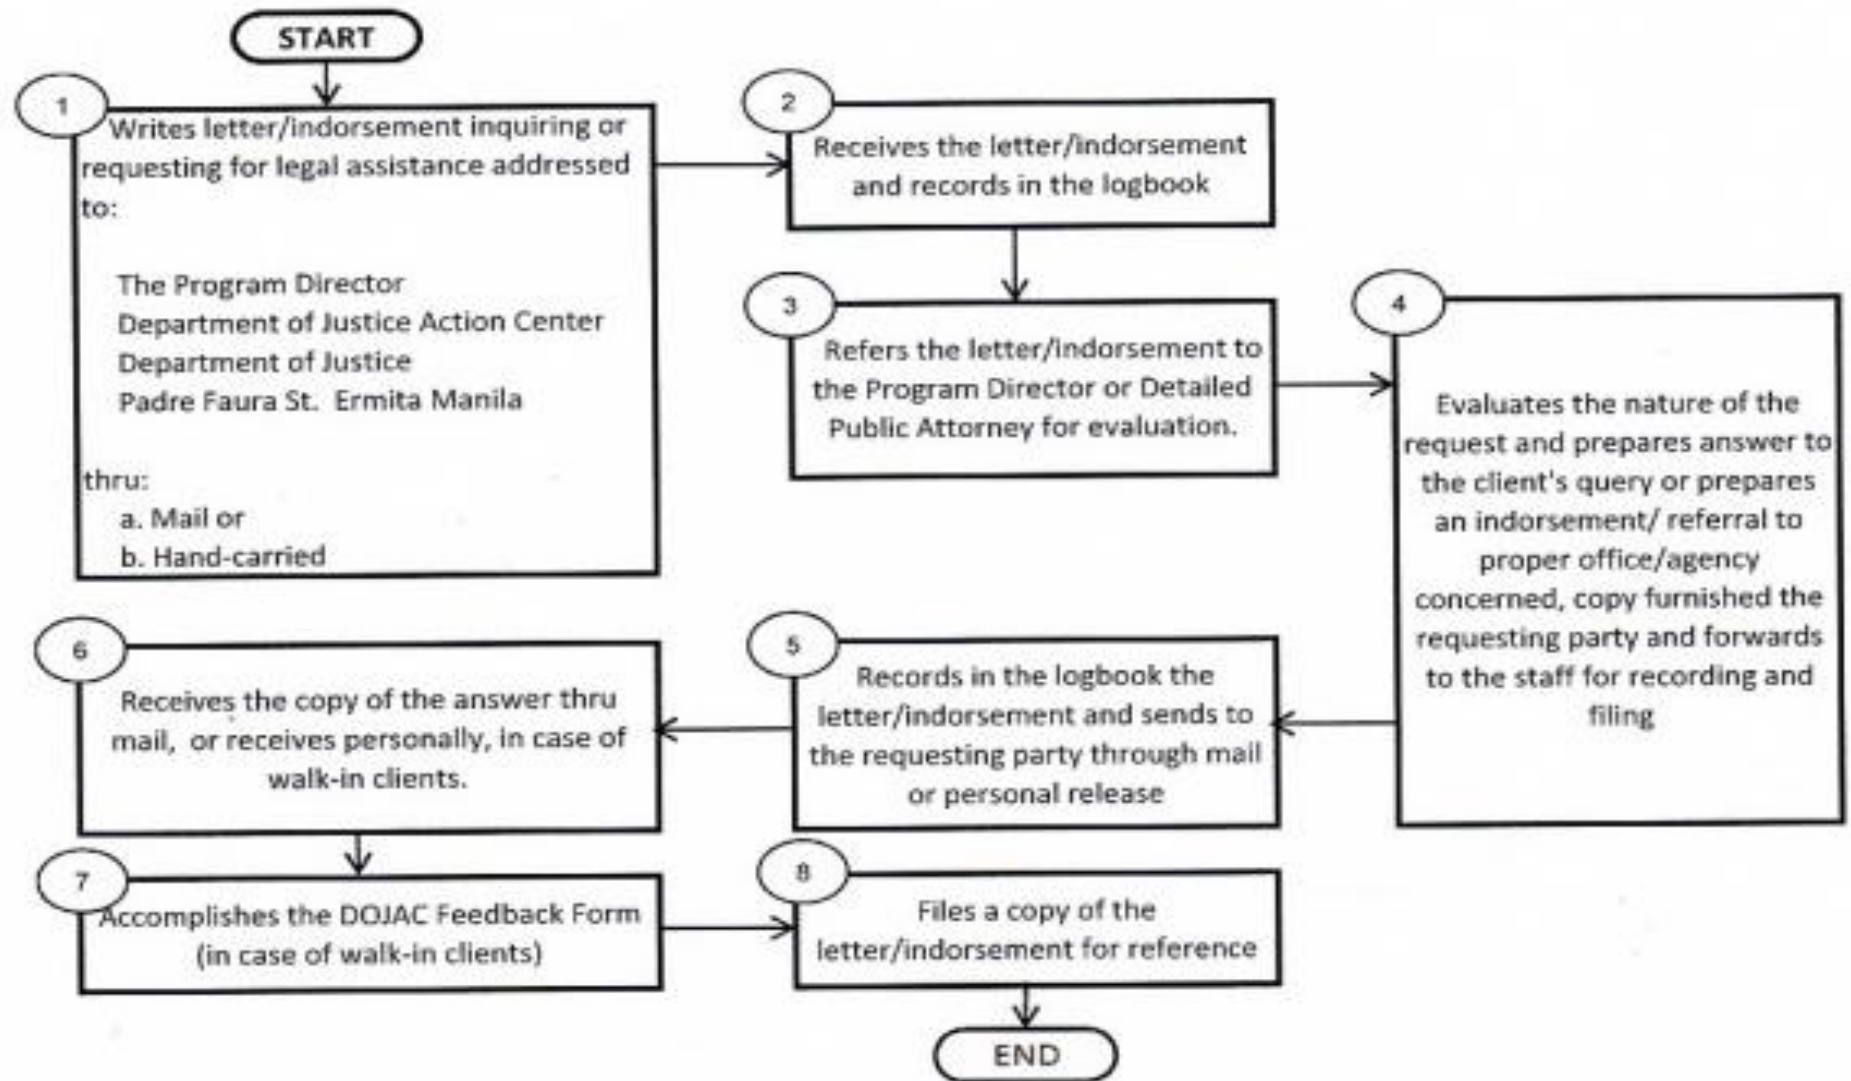 START
1
Writes letter/indorsement inquiring or
requesting for legal assistance addressed
to:
The Program Director
Department of Justice Action Center
Department of Justice
Padre Faura St. Ermita Manila
thru:
a. Mail or
b. Hand-carried
2
Receives the letter/indorsement
and records in the logbook
3
Refers the letter/indorsement to
the Program Director or Detailed
Public Attorney for evaluation.
4
Evaluates the nature of the
request and prepares answer to
the client's query or prepares
an indorsement/ referral to
proper office/agency
concerned, copy furnished the
requesting party and forwards
to the staff for recording and
filing
5
Records in the logbook the
letter/indorsement and sends to
the requesting party through mail
or personal release
6
Receives the copy of the answer thru
mail, or receives personally, in case of
walk-in clients.
7
Accomplishes the DOJAC Feedback Form
(in case of walk-in clients)
8
Files a copy of the
letter/indorsement for reference
END